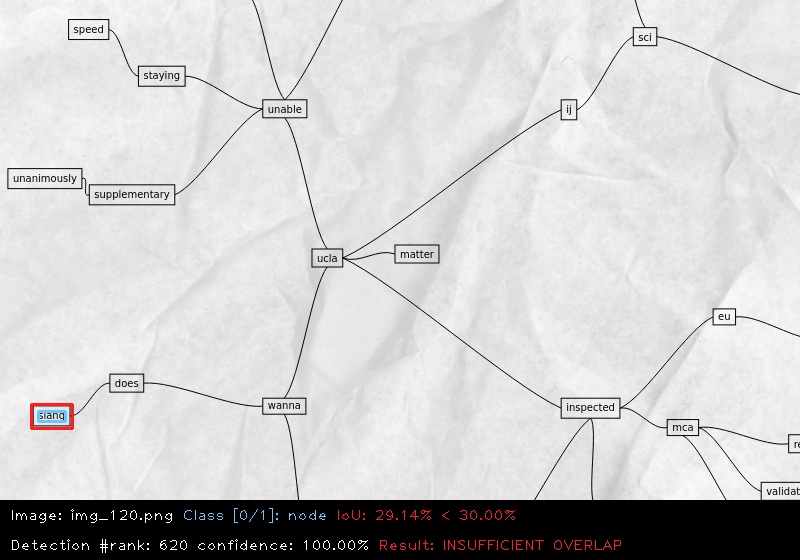 speed
sci
staying
unable
ij
unanimously
supplementary
ucla
matter
eu
does
wanna
inspected
mca
re
validat
Image: img_120.png Class [0/1]: node IoU: 29.14% < 30.00%
Detection #rank: 620 confidence: 100.00% Result: INSUFFICIENT OVERLAP